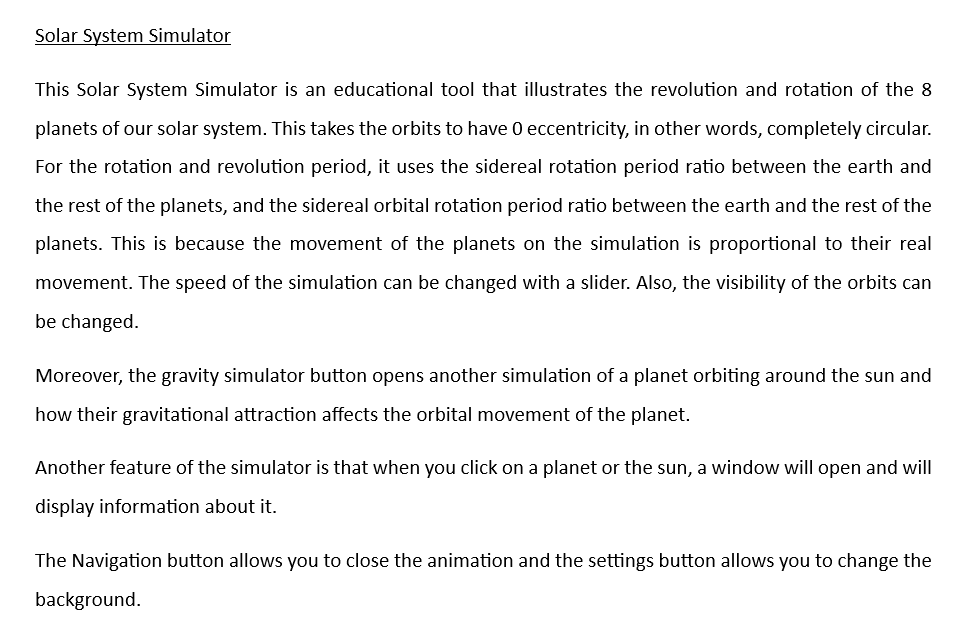 Solar System Simulator
This Solar System Simulator is an educational tool that illustrates the revolution and rotation of the 8
planets of our solar system. This takes the orbits to have 0 eccentricity, in other words, completely circular.
For the rotation and revolution period, it uses the sidereal rotation period ratio between the earth and
the rest of the planets, and the sidereal orbital rotation period ratio between the earth and the rest of the
planets. This is because the movement of the planets on the simulation is proportional to their real
movement. The speed of the simulation can be changed with a slider. Also, the visibility of the orbits can
be changed.
Moreover, the gravity simulator button opens another simulation of a planet orbiting around the sun and
how their gravitational attraction affects the orbital movement of the planet.
Another feature of the simulator is that when you click on a planet or the sun, a window will open and will
display information about it.
The Navigation button allows you to close the animation and the settings button allows you to change the
background.